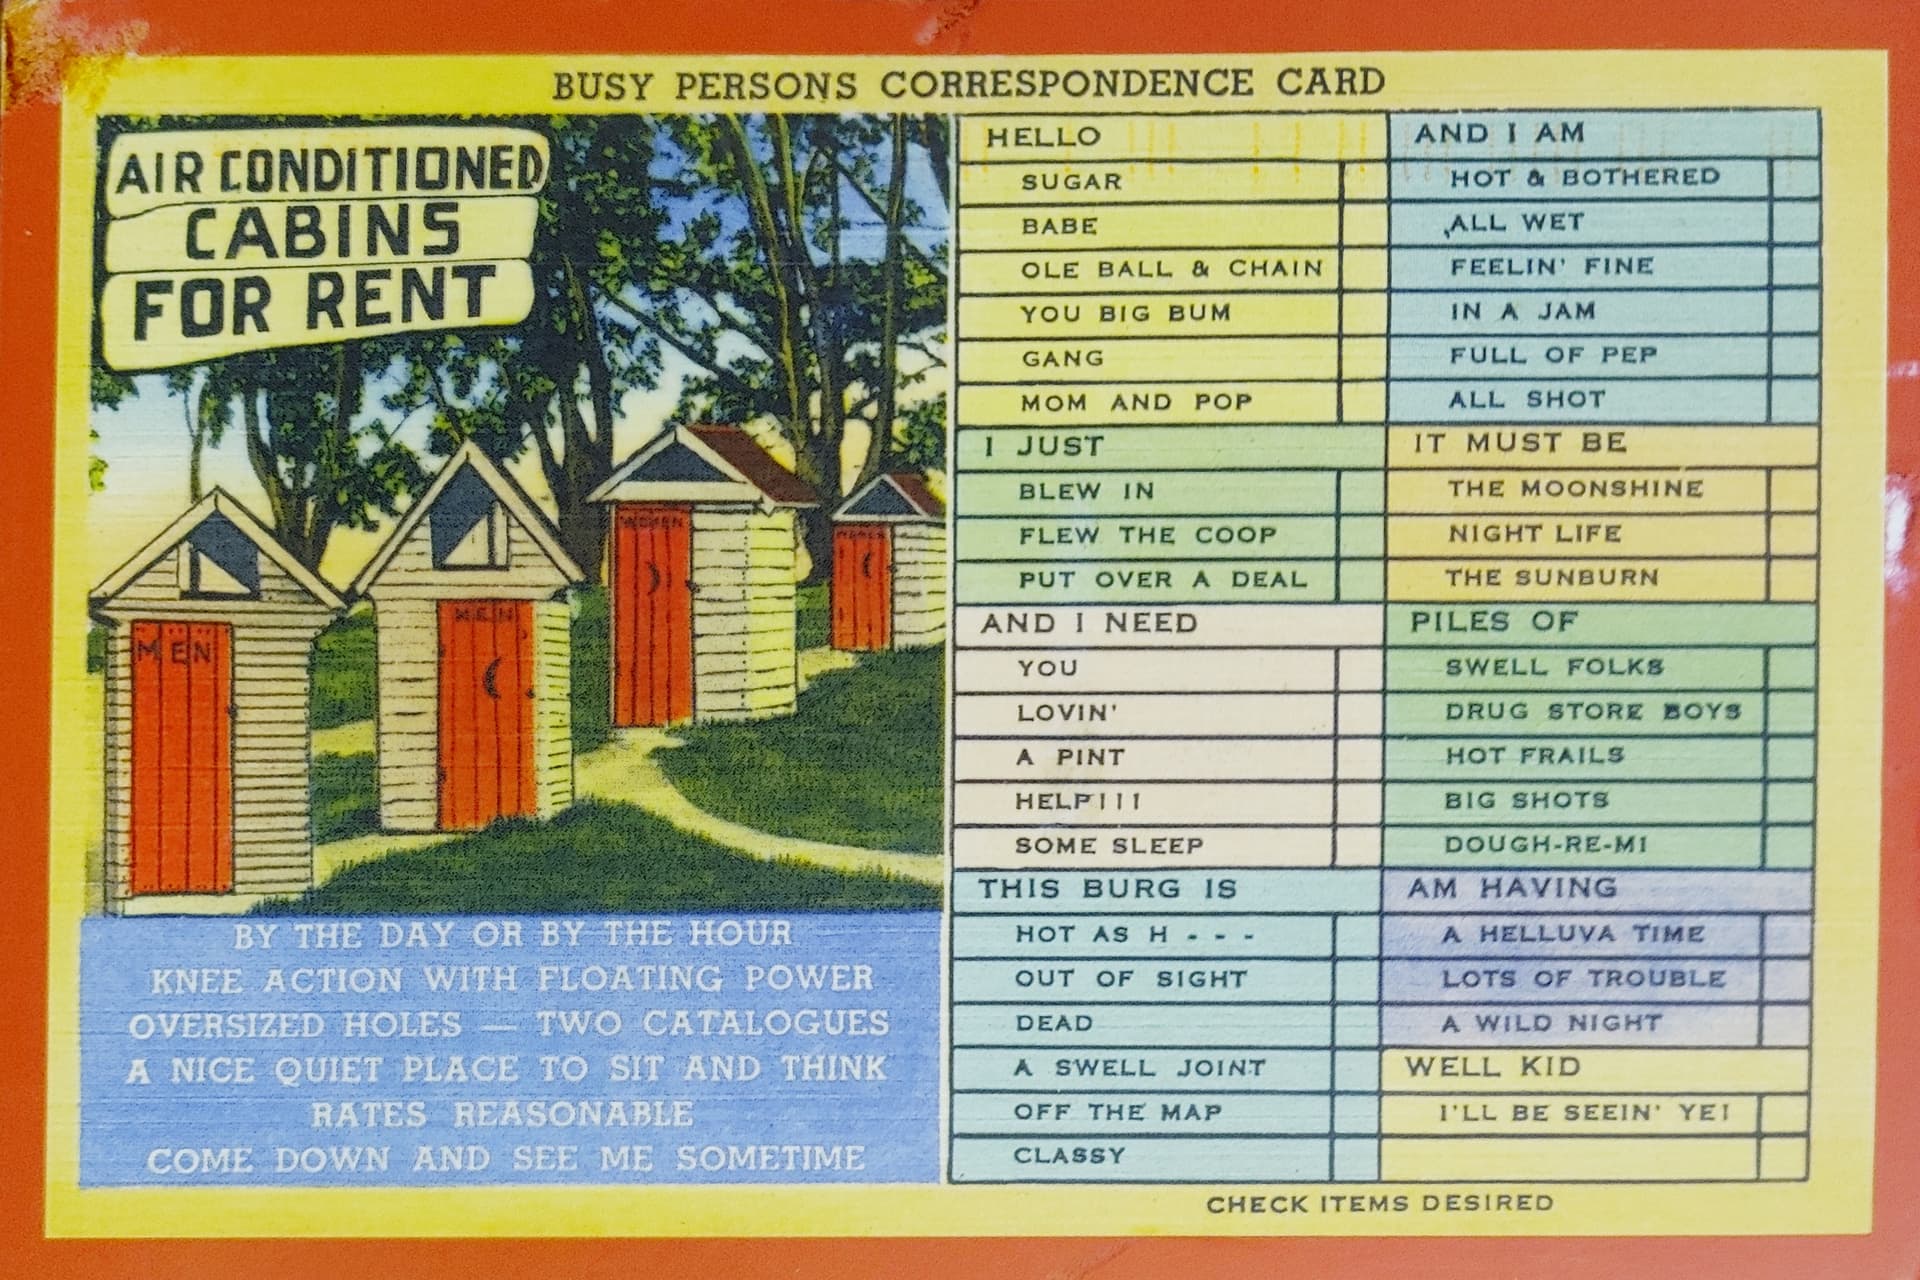 BUSY PERSONS CORRESPONDENCE CARD
AIR CONDITIONED
CABINS
FOR RENT
MEN
MEN
WOMEN
WOMEN
BY THE DAY OR BY THE HOUR
KNEE ACTION WITH FLOATING POWER
OVERSIZED HOLES — TWO CATALOGUES
A NICE QUIET PLACE TO SIT AND THINK
RATES REASONABLE
COME DOWN AND SEE ME SOMETIME
HELLO
SUGAR
BABE
OLE BALL & CHAIN
YOU BIG BUM
GANG
MOM AND POP
I JUST
BLEW IN
FLEW THE COOP
PUT OVER A DEAL
AND I NEED
YOU
LOVIN'
A PINT
HELP!!!
SOME SLEEP
THIS BURG IS
HOT AS H - - -
OUT OF SIGHT
DEAD
A SWELL JOINT
OFF THE MAP
CLASSY
AND I AM
HOT & BOTHERED
ALL WET
FEELIN' FINE
IN A JAM
FULL OF PEP
ALL SHOT
IT MUST BE
THE MOONSHINE
NIGHT LIFE
THE SUNBURN
PILES OF
SWELL FOLKS
DRUG STORE BOYS
HOT FRAILS
BIG SHOTS
DOUGH-RE-MI
AM HAVING
A HELLUVA TIME
LOTS OF TROUBLE
A WILD NIGHT
WELL KID
I'LL BE SEEIN' YE!
CHECK ITEMS DESIRED